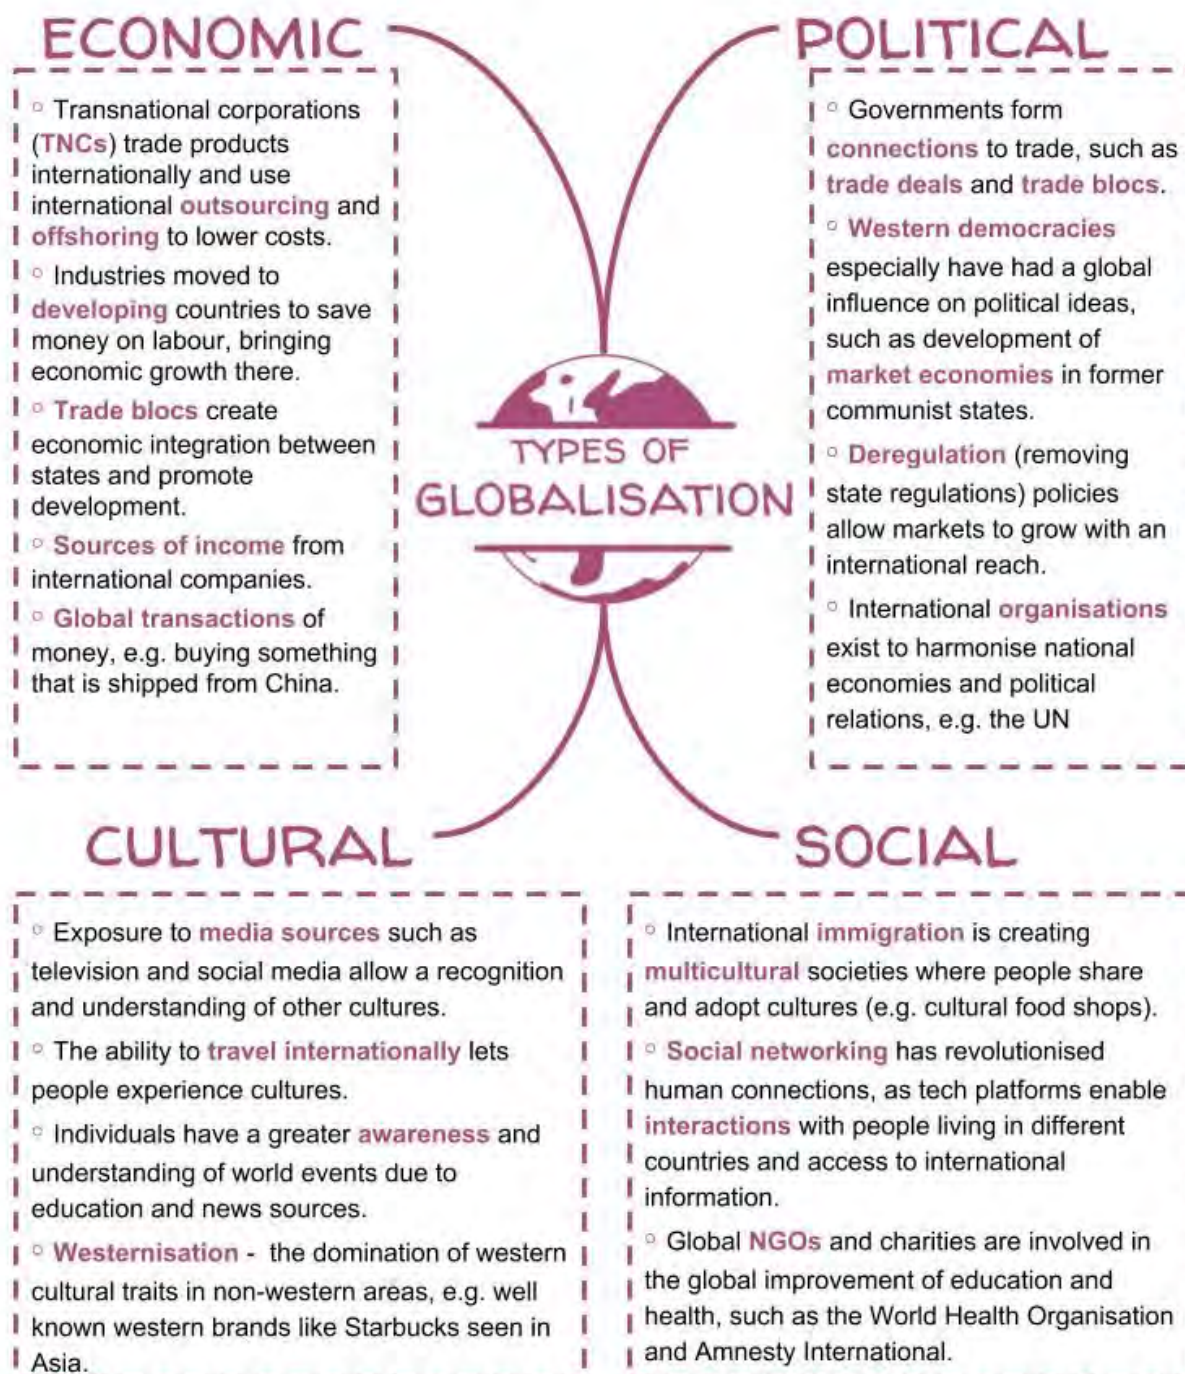 ECONOMIC
◦ Transnational corporations
(TNCs) trade products
internationally and use
international outsourcing and
offshoring to lower costs.
◦ Industries moved to
developing countries to save
money on labour, bringing
economic growth there.
◦ Trade blocs create
economic integration between
states and promote
development.
◦ Sources of income from
international companies.
◦ Global transactions of
money, e.g. buying something
that is shipped from China.
POLITICAL
◦ Governments form
connections to trade, such as
trade deals and trade blocs.
◦ Western democracies
especially have had a global
influence on political ideas,
such as development of
market economies in former
communist states.
◦ Deregulation (removing
state regulations) policies
allow markets to grow with an
international reach.
◦ International organisations
exist to harmonise national
economies and political
relations, e.g. the UN
TYPES OF
GLOBALISATION
CULTURAL
◦ Exposure to media sources such as
television and social media allow a recognition
and understanding of other cultures.
◦ The ability to travel internationally lets
people experience cultures.
◦ Individuals have a greater awareness and
understanding of world events due to
education and news sources.
◦ Westernisation - the domination of western
cultural traits in non-western areas, e.g. well
known western brands like Starbucks seen in
Asia.
SOCIAL
◦ International immigration is creating
multicultural societies where people share
and adopt cultures (e.g. cultural food shops).
◦ Social networking has revolutionised
human connections, as tech platforms enable
interactions with people living in different
countries and access to international
information.
◦ Global NGOs and charities are involved in
the global improvement of education and
health, such as the World Health Organisation
and Amnesty International.